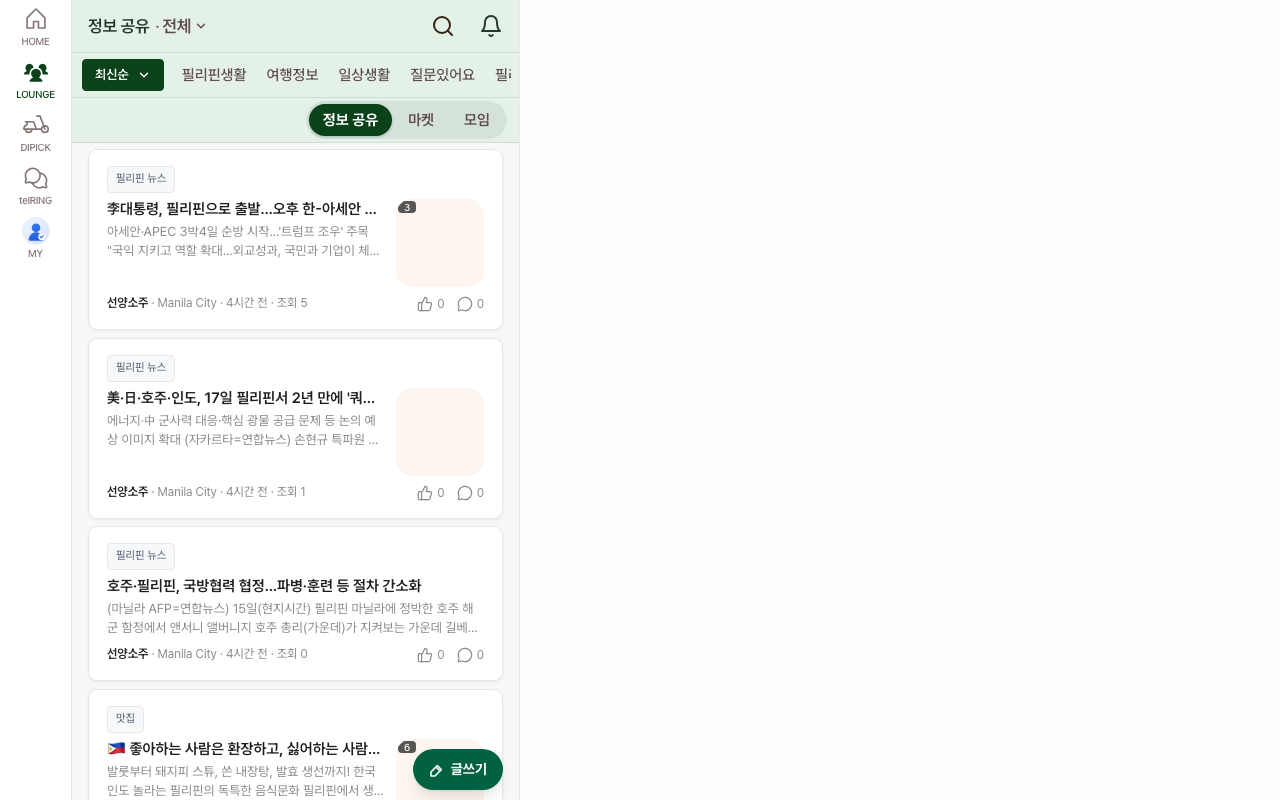 HOME
LOUNGE
DIPICK
telRING
MY
정보 공유 · 전체
최신순 필리핀생활 여행정보 일상생활 질문있어요
정보 공유 마켓 모임
필리핀 뉴스
李대통령, 필리핀으로 출발…오후 한-아세안 ...
아세안·APEC 3박4일 순방 시작…'트럼프 조우' 주목
"국익 지키고 역할 확대…외교성과, 국민과 기업이 체...
3
선양소주 · Manila City · 4시간 전 · 조회 5
0 0
필리핀 뉴스
美·日·호주·인도, 17일 필리핀서 2년 만에 '쿼...
에너지·中 군사력 대응·핵심 광물 공급 문제 등 논의 예
상 이미지 확대 (자카르타=연합뉴스) 손현규 특파원 ...
선양소주 · Manila City · 4시간 전 · 조회 1
0 0
필리핀 뉴스
호주·필리핀, 국방협력 협정…파병·훈련 등 절차 간소화
(마닐라 AFP=연합뉴스) 15일(현지시간) 필리핀 마닐라에 정박한 호주 해
군 함정에서 앤서니 앨버니지 호주 총리(가운데)가 지켜보는 가운데 길베...
선양소주 · Manila City · 4시간 전 · 조회 0
0 0
맛집
🇵🇭 좋아하는 사람은 환장하고, 싫어하는 사람...
발룻부터 돼지피 스튜, 쓴 내장탕, 발효 생선까지! 한국
인도 놀라는 필리핀의 독특한 음식문화 필리핀에서 생...
6
글쓰기